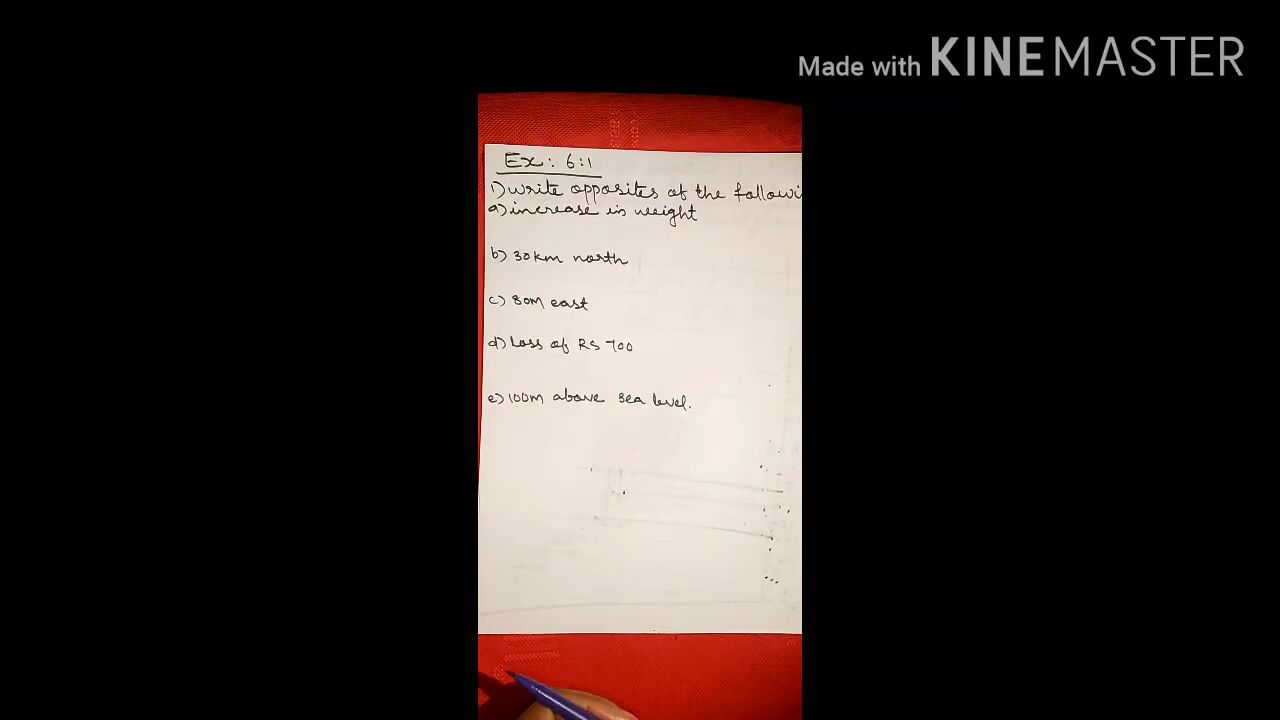 Made with KINEMASTER
Ex: 6:1
1) write opposites of the followi
a) increase in weight
b) 30km north
c) 80M east
d) loss of RS 700
e) 100m above sea level.